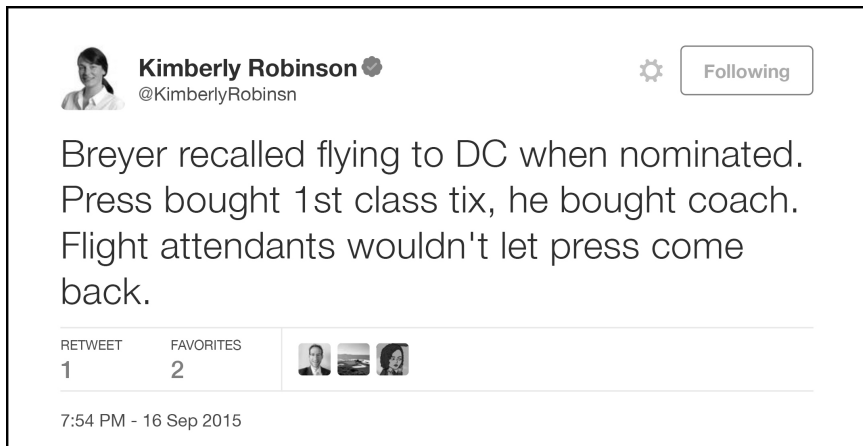 Kimberly Robinson
@KimberlyRobinsn
Following
Breyer recalled flying to DC when nominated.
Press bought 1st class tix, he bought coach.
Flight attendants wouldn't let press come
back.
RETWEET FAVORITES
1 2
7:54 PM - 16 Sep 2015